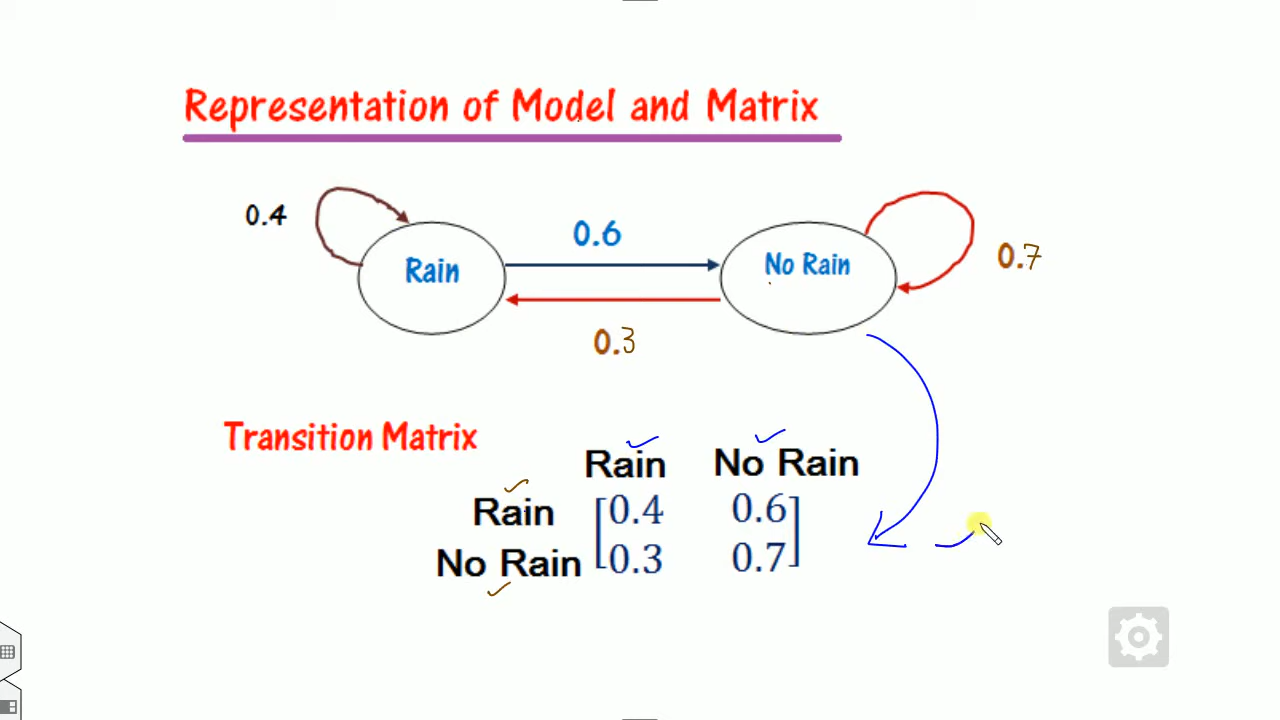 Representation of Model and Matrix
0.4
0.6
Rain
No Rain
0.7
0.3
Transition Matrix
Rain No Rain
Rain 0.4 0.6
No Rain 0.3 0.7